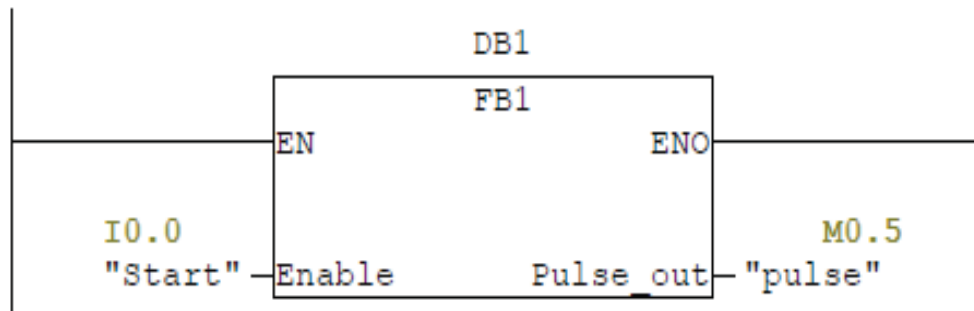 DB1
FB1
EN ENO
I0.0 M0.5
"Start" Enable Pulse_out "pulse"